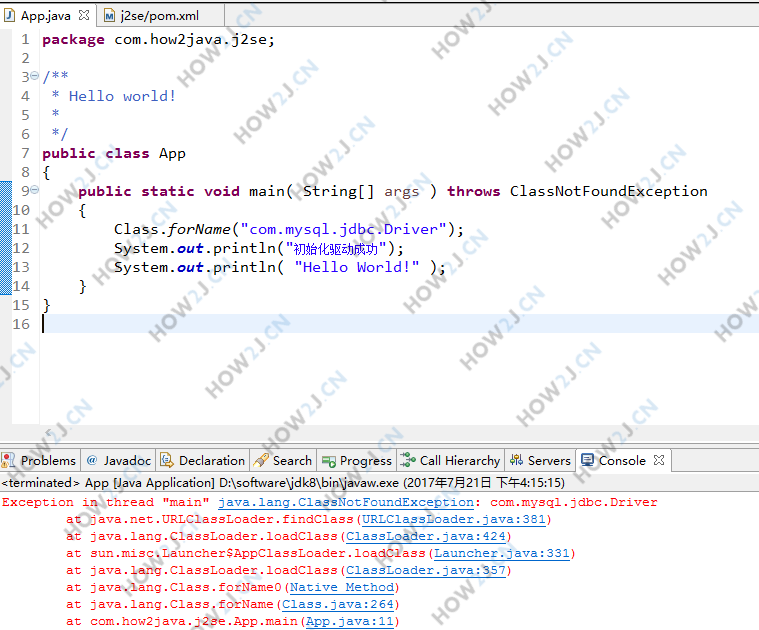 App.java j2se/pom.xml
1 package com.how2java.j2se;
2
3 /**
4  * Hello world!
5  *
6  */
7 public class App
8 {
9     public static void main( String[] args ) throws ClassNotFoundException
10     {
11         Class.forName("com.mysql.jdbc.Driver");
12         System.out.println("初始化驱动成功");
13         System.out.println( "Hello World!" );
14     }
15 }
16
Problems @ Javadoc Declaration Search Progress Call Hierarchy Servers Console
<terminated> App [Java Application] D:\software\jdk8\bin\javaw.exe (2017年7月21日 下午4:15:15)
Exception in thread "main" java.lang.ClassNotFoundException: com.mysql.jdbc.Driver
at java.net.URLClassLoader.findClass(URLClassLoader.java:381)
at java.lang.ClassLoader.loadClass(ClassLoader.java:424)
at sun.misc.Launcher$AppClassLoader.loadClass(Launcher.java:331)
at java.lang.ClassLoader.loadClass(ClassLoader.java:357)
at java.lang.Class.forName0(Native Method)
at java.lang.Class.forName(Class.java:264)
at com.how2java.j2se.App.main(App.java:11)
HOW2J.CN